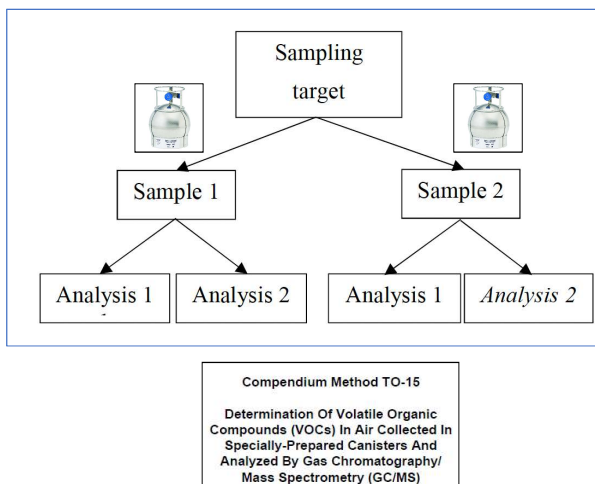 Sampling
target
Sample 1
Sample 2
Analysis 1
Analysis 2
Analysis 1
Analysis 2
Compendium Method TO-15
Determination Of Volatile Organic
Compounds (VOCs) In Air Collected In
Specially-Prepared Canisters And
Analyzed By Gas Chromatography/
Mass Spectrometry (GC/MS)